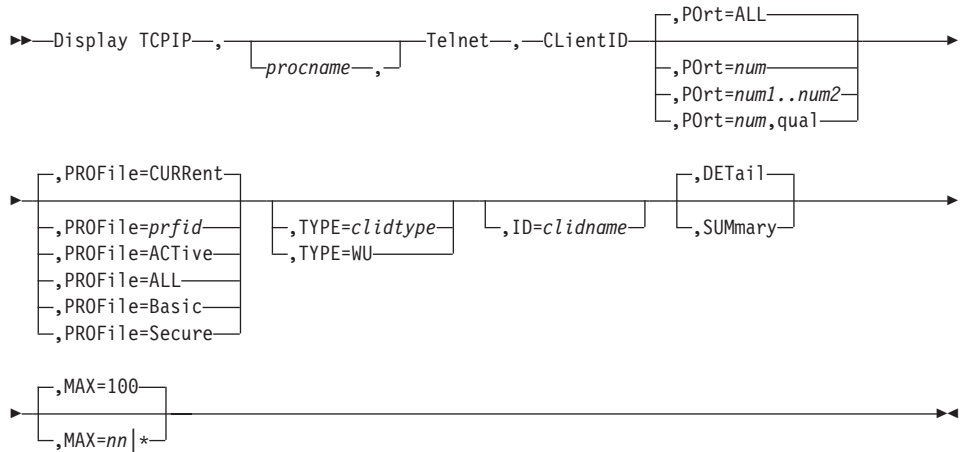 ,POrt=ALL
Display TCPIP , procname , Telnet , CLientID
,POrt=num
,POrt=num1..num2
,POrt=num,qual
,PROFile=CURRent
,PROFile=prfid
,PROFile=ACTive
,PROFile=ALL
,PROFile=Basic
,PROFile=Secure
,TYPE=clidtype
,TYPE=WU
,ID=clidname
,DETail
,SUMmary
,MAX=100
,MAX=nn|*